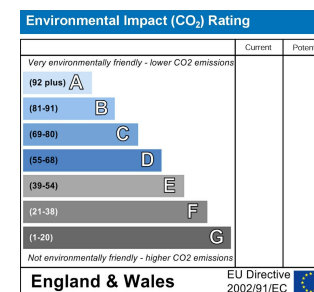 Environmental Impact (CO₂) Rating
Current Poten
Very environmentally friendly - lower CO2 emissions
(92 plus) A
(81-91) B
(69-80) C
(55-68) D
(39-54) E
(21-38) F
(1-20) G
Not environmentally friendly - higher CO2 emissions
England & Wales
EU Directive
2002/91/EC